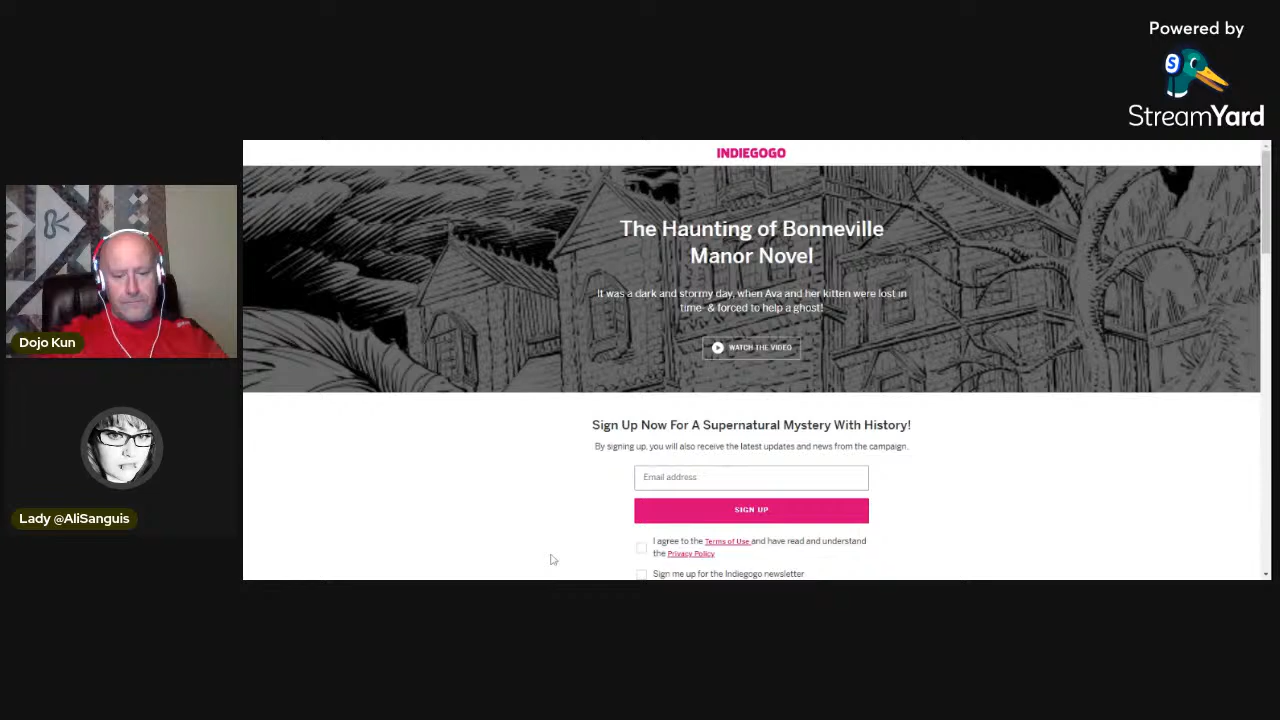 Powered by
S
StreamYard
INDIEGOGO
The Haunting of Bonneville
Manor Novel
It was a dark and stormy day, when Ava and her kitten were lost in
time- & forced to help a ghost!
WATCH THE VIDEO
Dojo Kun
Sign Up Now For A Supernatural Mystery With History!
By signing up, you will also receive the latest updates and news from the campaign.
Email address
SIGN UP
Lady @AliSanguis
I agree to the Terms of Use and have read and understand
the Privacy Policy
Sign me up for the Indiegogo newsletter